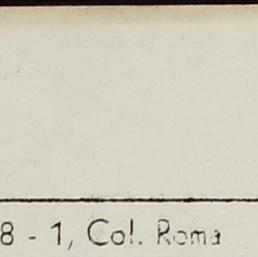 8 - 1, Col. Roma